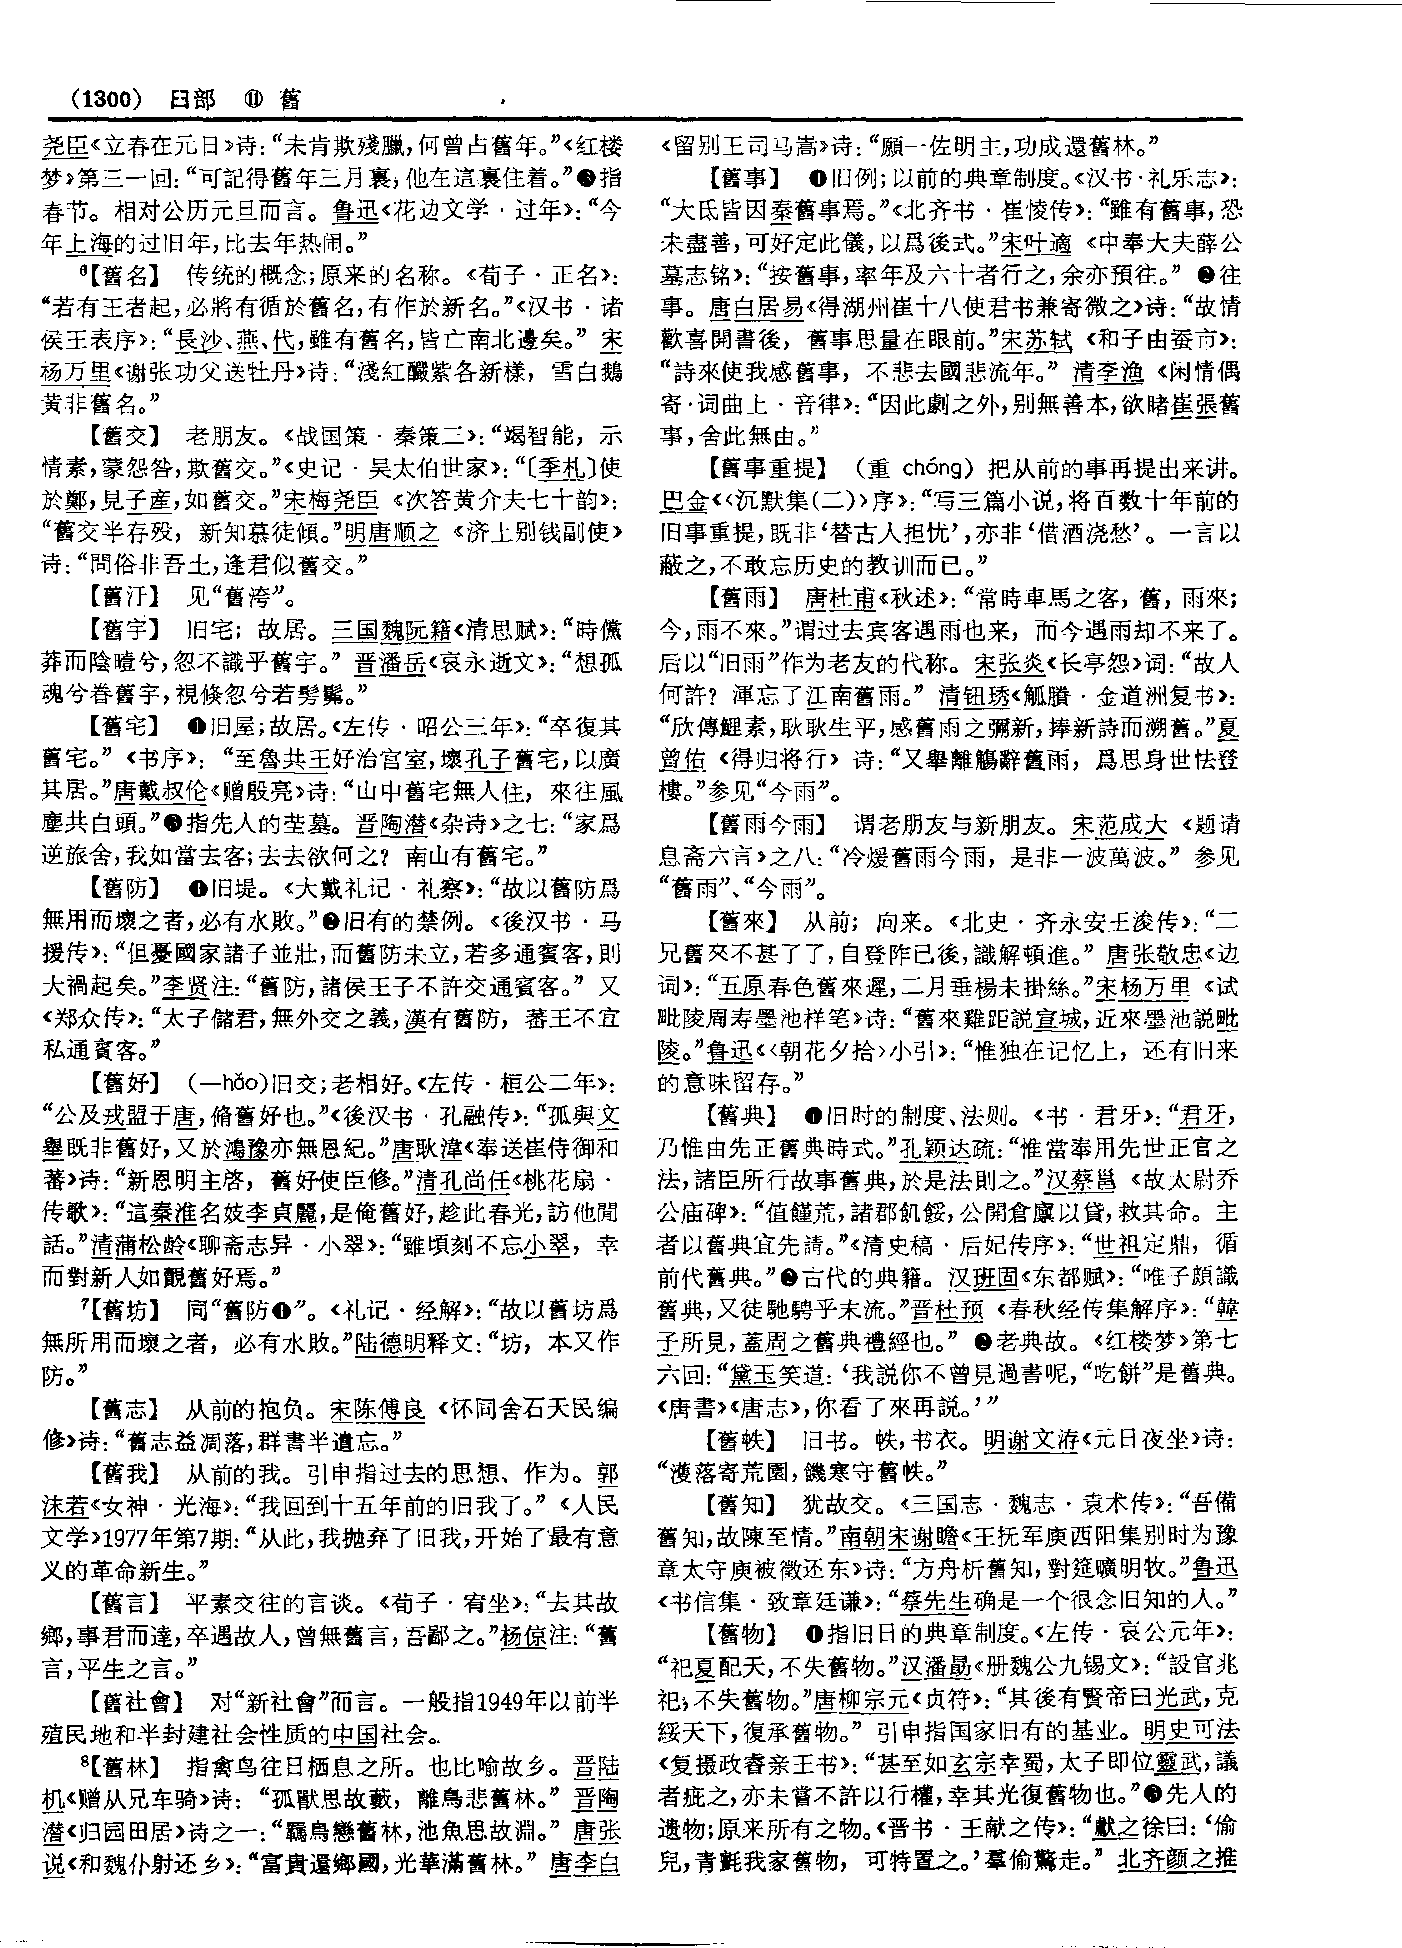 （1300） 臼部 ⑪ 舊
尧臣《立春在元日》诗：“未肯欺殘臘，何曾占舊年。”《红楼
梦》第三一回：“可記得舊年三月裏，他在這裏住着。”❸指
春节。相对公历元旦而言。鲁迅《花边文学·过年》：“今
年上海的过旧年，比去年热闹。”
⁶【舊名】 传统的概念；原来的名称。《荀子·正名》：
“若有王者起，必將有循於舊名，有作於新名。”《汉书·诸
侯王表序》：“長沙、燕、代，雖有舊名，皆亡南北邊矣。” 宋
杨万里《谢张功父送牡丹》诗：“淺紅釅紫各新樣，雪白鵝
黄非舊名。”
【舊交】 老朋友。《战国策·秦策三》：“竭智能，示
情素，蒙怨咎，欺舊交。”《史记·吴太伯世家》：“〔季札〕使
於鄭，見子産，如舊交。”宋梅尧臣《次答黄介夫七十韵》：
“舊交半存殁，新知慕徒傾。”明唐顺之《济上别钱副使》
诗：“問俗非吾土，逢君似舊交。”
【舊汙】 见“舊洿”。
【舊宇】 旧宅；故居。三国魏阮籍《清思赋》：“時儻
莽而陰曀兮，忽不識乎舊宇。” 晋潘岳《哀永逝文》：“想孤
魂兮眷舊宇，視倏忽兮若髣髴。”
【舊宅】 ❶旧屋；故居。《左传·昭公三年》：“卒復其
舊宅。”《书序》：“至魯共王好治宫室，壞孔子舊宅，以廣
其居。”唐戴叔伦《赠殷亮》诗：“山中舊宅無人住，來往風
塵共白頭。”❷指先人的茔墓。晋陶潜《杂诗》之七：“家爲
逆旅舍，我如當去客；去去欲何之？南山有舊宅。”
【舊防】 ❶旧堤。《大戴礼记·礼察》：“故以舊防爲
無用而壞之者，必有水敗。”❷旧有的禁例。《後汉书·马
援传》：“但憂國家諸子並壯，而舊防未立，若多通賓客，則
大禍起矣。”李贤注：“舊防，諸侯王子不許交通賓客。” 又
《郑众传》：“太子儲君，無外交之義，漢有舊防，蕃王不宜
私通賓客。”
【舊好】 （—hǎo）旧交；老相好。《左传·桓公二年》：
“公及戎盟于唐，脩舊好也。”《後汉书·孔融传》：“孤與文
舉既非舊好，又於鴻豫亦無恩紀。”唐耿湋《奉送崔侍御和
蕃》诗：“新恩明主啓，舊好使臣修。”清孔尚任《桃花扇·
传歌》：“這秦淮名妓李貞麗，是俺舊好，趁此春光，訪他閒
話。”清蒲松龄《聊斋志异·小翠》：“雖頃刻不忘小翠，幸
而對新人如覿舊好焉。”
⁷【舊坊】 同“舊防❶”。《礼记·经解》：“故以舊坊爲
無所用而壞之者，必有水敗。”陆德明释文：“坊，本又作
防。”
【舊志】 从前的抱负。宋陈傅良《怀同舍石天民编
修》诗：“舊志益凋落，群書半遺忘。”
【舊我】 从前的我。引申指过去的思想、作为。郭
沫若《女神·光海》：“我回到十五年前的旧我了。”《人民
文学》1977年第7期：“从此，我抛弃了旧我，开始了最有意
义的革命新生。”
【舊言】 平素交往的言谈。《荀子·宥坐》：“去其故
鄉，事君而達，卒遇故人，曾無舊言，吾鄙之。”杨倞注：“舊
言，平生之言。”
【舊社會】 对“新社會”而言。一般指1949年以前半
殖民地和半封建社会性质的中国社会。
⁸【舊林】 指禽鸟往日栖息之所。也比喻故乡。晋陆
机《赠从兄车骑》诗：“孤獸思故藪，離鳥悲舊林。” 晋陶
潜《归园田居》诗之一：“羈鳥戀舊林，池魚思故淵。” 唐张
说《和魏仆射还乡》：“富貴還鄉國，光華滿舊林。” 唐李白
《留别王司马嵩》诗：“願一佐明主，功成還舊林。”
【舊事】 ❶旧例；以前的典章制度。《汉书·礼乐志》：
“大氐皆因秦舊事焉。”《北齐书·崔㥄传》：“雖有舊事，恐
未盡善，可好定此儀，以爲後式。”宋叶適《中奉大夫薛公
墓志铭》：“按舊事，率年及六十者行之，余亦預往。” ❷往
事。唐白居易《得湖州崔十八使君书兼寄微之》诗：“故情
歡喜開書後，舊事思量在眼前。”宋苏轼《和子由蚕市》：
“詩來使我感舊事，不悲去國悲流年。” 清李渔《闲情偶
寄·词曲上·音律》：“因此劇之外，别無善本，欲睹崔張舊
事，舍此無由。”
【舊事重提】 （重 chóng）把从前的事再提出来讲。
巴金《〈沉默集（二）〉序》：“写三篇小说，将百数十年前的
旧事重提，既非‘替古人担忧’，亦非‘借酒浇愁’。一言以
蔽之，不敢忘历史的教训而已。”
【舊雨】 唐杜甫《秋述》：“常時車馬之客，舊，雨來；
今，雨不來。”谓过去宾客遇雨也来，而今遇雨却不来了。
后以“旧雨”作为老友的代称。宋张炎《长亭怨》词：“故人
何許？渾忘了江南舊雨。” 清钮琇《觚賸·金道洲复书》：
“欣傳鯉素，耿耿生平，感舊雨之彌新，捧新詩而溯舊。”夏
曾佑《得归将行》诗：“又舉離觴辭舊雨，爲思身世怯登
樓。”参见“今雨”。
【舊雨今雨】 谓老朋友与新朋友。宋范成大《题请
息斋六言》之八：“冷煖舊雨今雨，是非一波萬波。” 参见
“舊雨”、“今雨”。
【舊來】 从前；向来。《北史·齐永安王浚传》：“二
兄舊來不甚了了，自登阼已後，識解頓進。” 唐张敬忠《边
词》：“五原春色舊來遲，二月垂楊未掛絲。”宋杨万里《试
毗陵周寿墨池样笔》诗：“舊來雞距説宣城，近來墨池説毗
陵。”鲁迅《〈朝花夕拾〉小引》：“惟独在记忆上，还有旧来
的意味留存。”
【舊典】 ❶旧时的制度、法则。《书·君牙》：“君牙，
乃惟由先正舊典時式。”孔颖达疏：“惟當奉用先世正官之
法，諸臣所行故事舊典，於是法則之。”汉蔡邕《故太尉乔
公庙碑》：“值饉荒，諸郡飢餒，公開倉廩以貸，救其命。主
者以舊典宜先請。”《清史稿·后妃传序》：“世祖定鼎，循
前代舊典。”❷古代的典籍。汉班固《东都赋》：“唯子頗識
舊典，又徒馳騁乎末流。”晋杜预《春秋经传集解序》：“韓
子所見，蓋周之舊典禮經也。” ❸老典故。《红楼梦》第七
六回：“黛玉笑道：‘我説你不曾見過書呢，“吃餅”是舊典。
《唐書》《唐志》，你看了來再説。’”
【舊帙】 旧书。帙，书衣。明谢文洊《元日夜坐》诗：
“濩落寄荒園，饑寒守舊帙。”
【舊知】 犹故交。《三国志·魏志·袁术传》：“吾備
舊知，故陳至情。”南朝宋谢瞻《王抚军庾西阳集别时为豫
章太守庾被徵还东》诗：“方舟析舊知，對筵曠明牧。”鲁迅
《书信集·致章廷谦》：“蔡先生确是一个很念旧知的人。”
【舊物】 ❶指旧日的典章制度。《左传·哀公元年》：
“祀夏配天，不失舊物。”汉潘勗《册魏公九锡文》：“設官兆
祀，不失舊物。”唐柳宗元《贞符》：“其後有賢帝曰光武，克
綏天下，復承舊物。” 引申指国家旧有的基业。明史可法
《复摄政睿亲王书》：“甚至如玄宗幸蜀，太子即位靈武，議
者疵之，亦未嘗不許以行權，幸其光復舊物也。”❷先人的
遗物；原来所有之物。《晋书·王献之传》：“獻之徐曰：‘偷
兒，青氈我家舊物，可特置之。’羣偷驚走。” 北齐颜之推